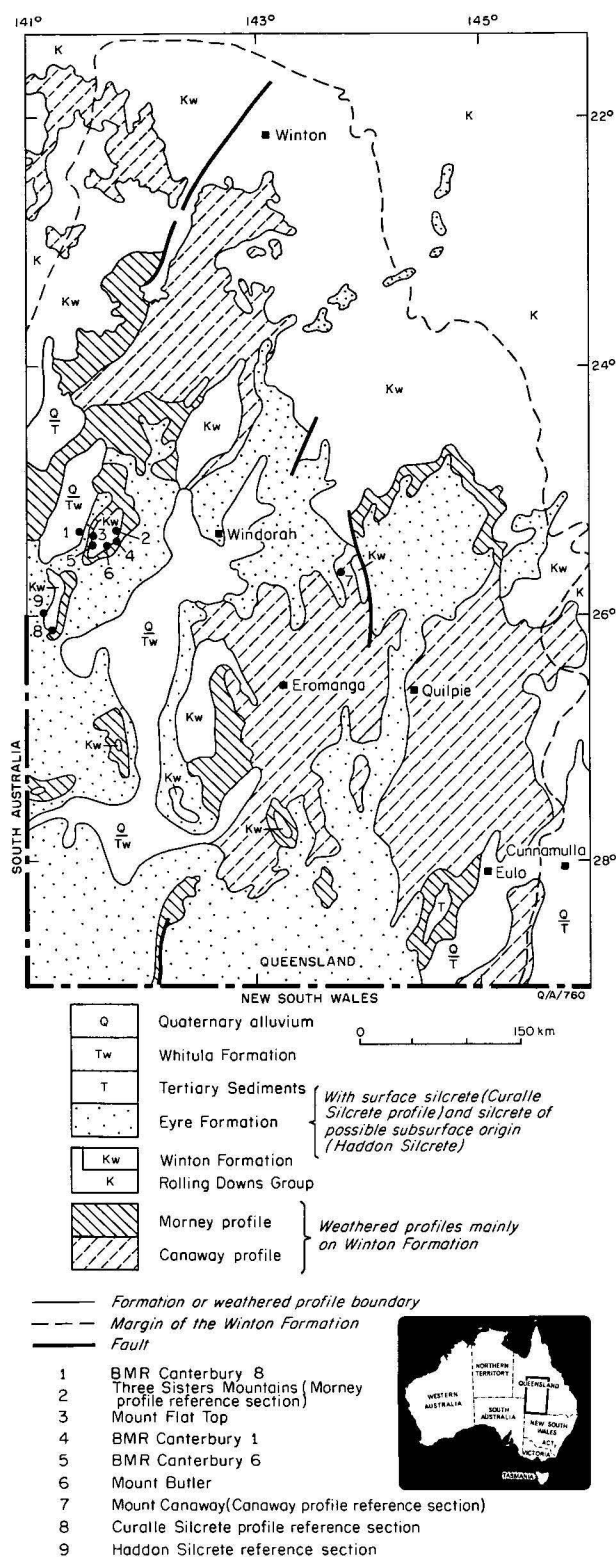 141° 143° 145°
K
Kw
K
22°
Winton
K
Kw
K
24°
Q
T
Kw
Kw
Q
Tw
1
Kw
3
2
5
4
6
Windorah
Kw
7
Kw
K
Kw
9
8
26°
Q
Tw
Eromanga
Quilpie
Kw
Kw
Kw
SOUTH AUSTRALIA
Q
Tw
Kw
Cunnamulla
28°
Eulo
T
Q
T
Q
T
QUEENSLAND
NEW SOUTH WALES
Q/A/760
Q Quaternary alluvium
0 150 km
Tw Whitula Formation
T Tertiary Sediments
Eyre Formation
With surface silcrete (Curalle
Silcrete profile) and silcrete of
possible subsurface origin
(Haddon Silcrete)
Kw Winton Formation
K Rolling Downs Group
Morney profile
Canaway profile
Weathered profiles mainly
on Winton Formation
Formation or weathered profile boundary
Margin of the Winton Formation
Fault
1 BMR Canterbury 8
2 Three Sisters Mountains (Morney
profile reference section)
3 Mount Flat Top
4 BMR Canterbury 1
5 BMR Canterbury 6
6 Mount Butler
7 Mount Canaway (Canaway profile reference section)
8 Curalle Silcrete profile reference section
9 Haddon Silcrete reference section
NORTHERN
TERRITORY
QUEENSLAND
WESTERN
AUSTRALIA
SOUTH
AUSTRALIA
NEW SOUTH
WALES
ACT
VICTORIA
TASMANIA